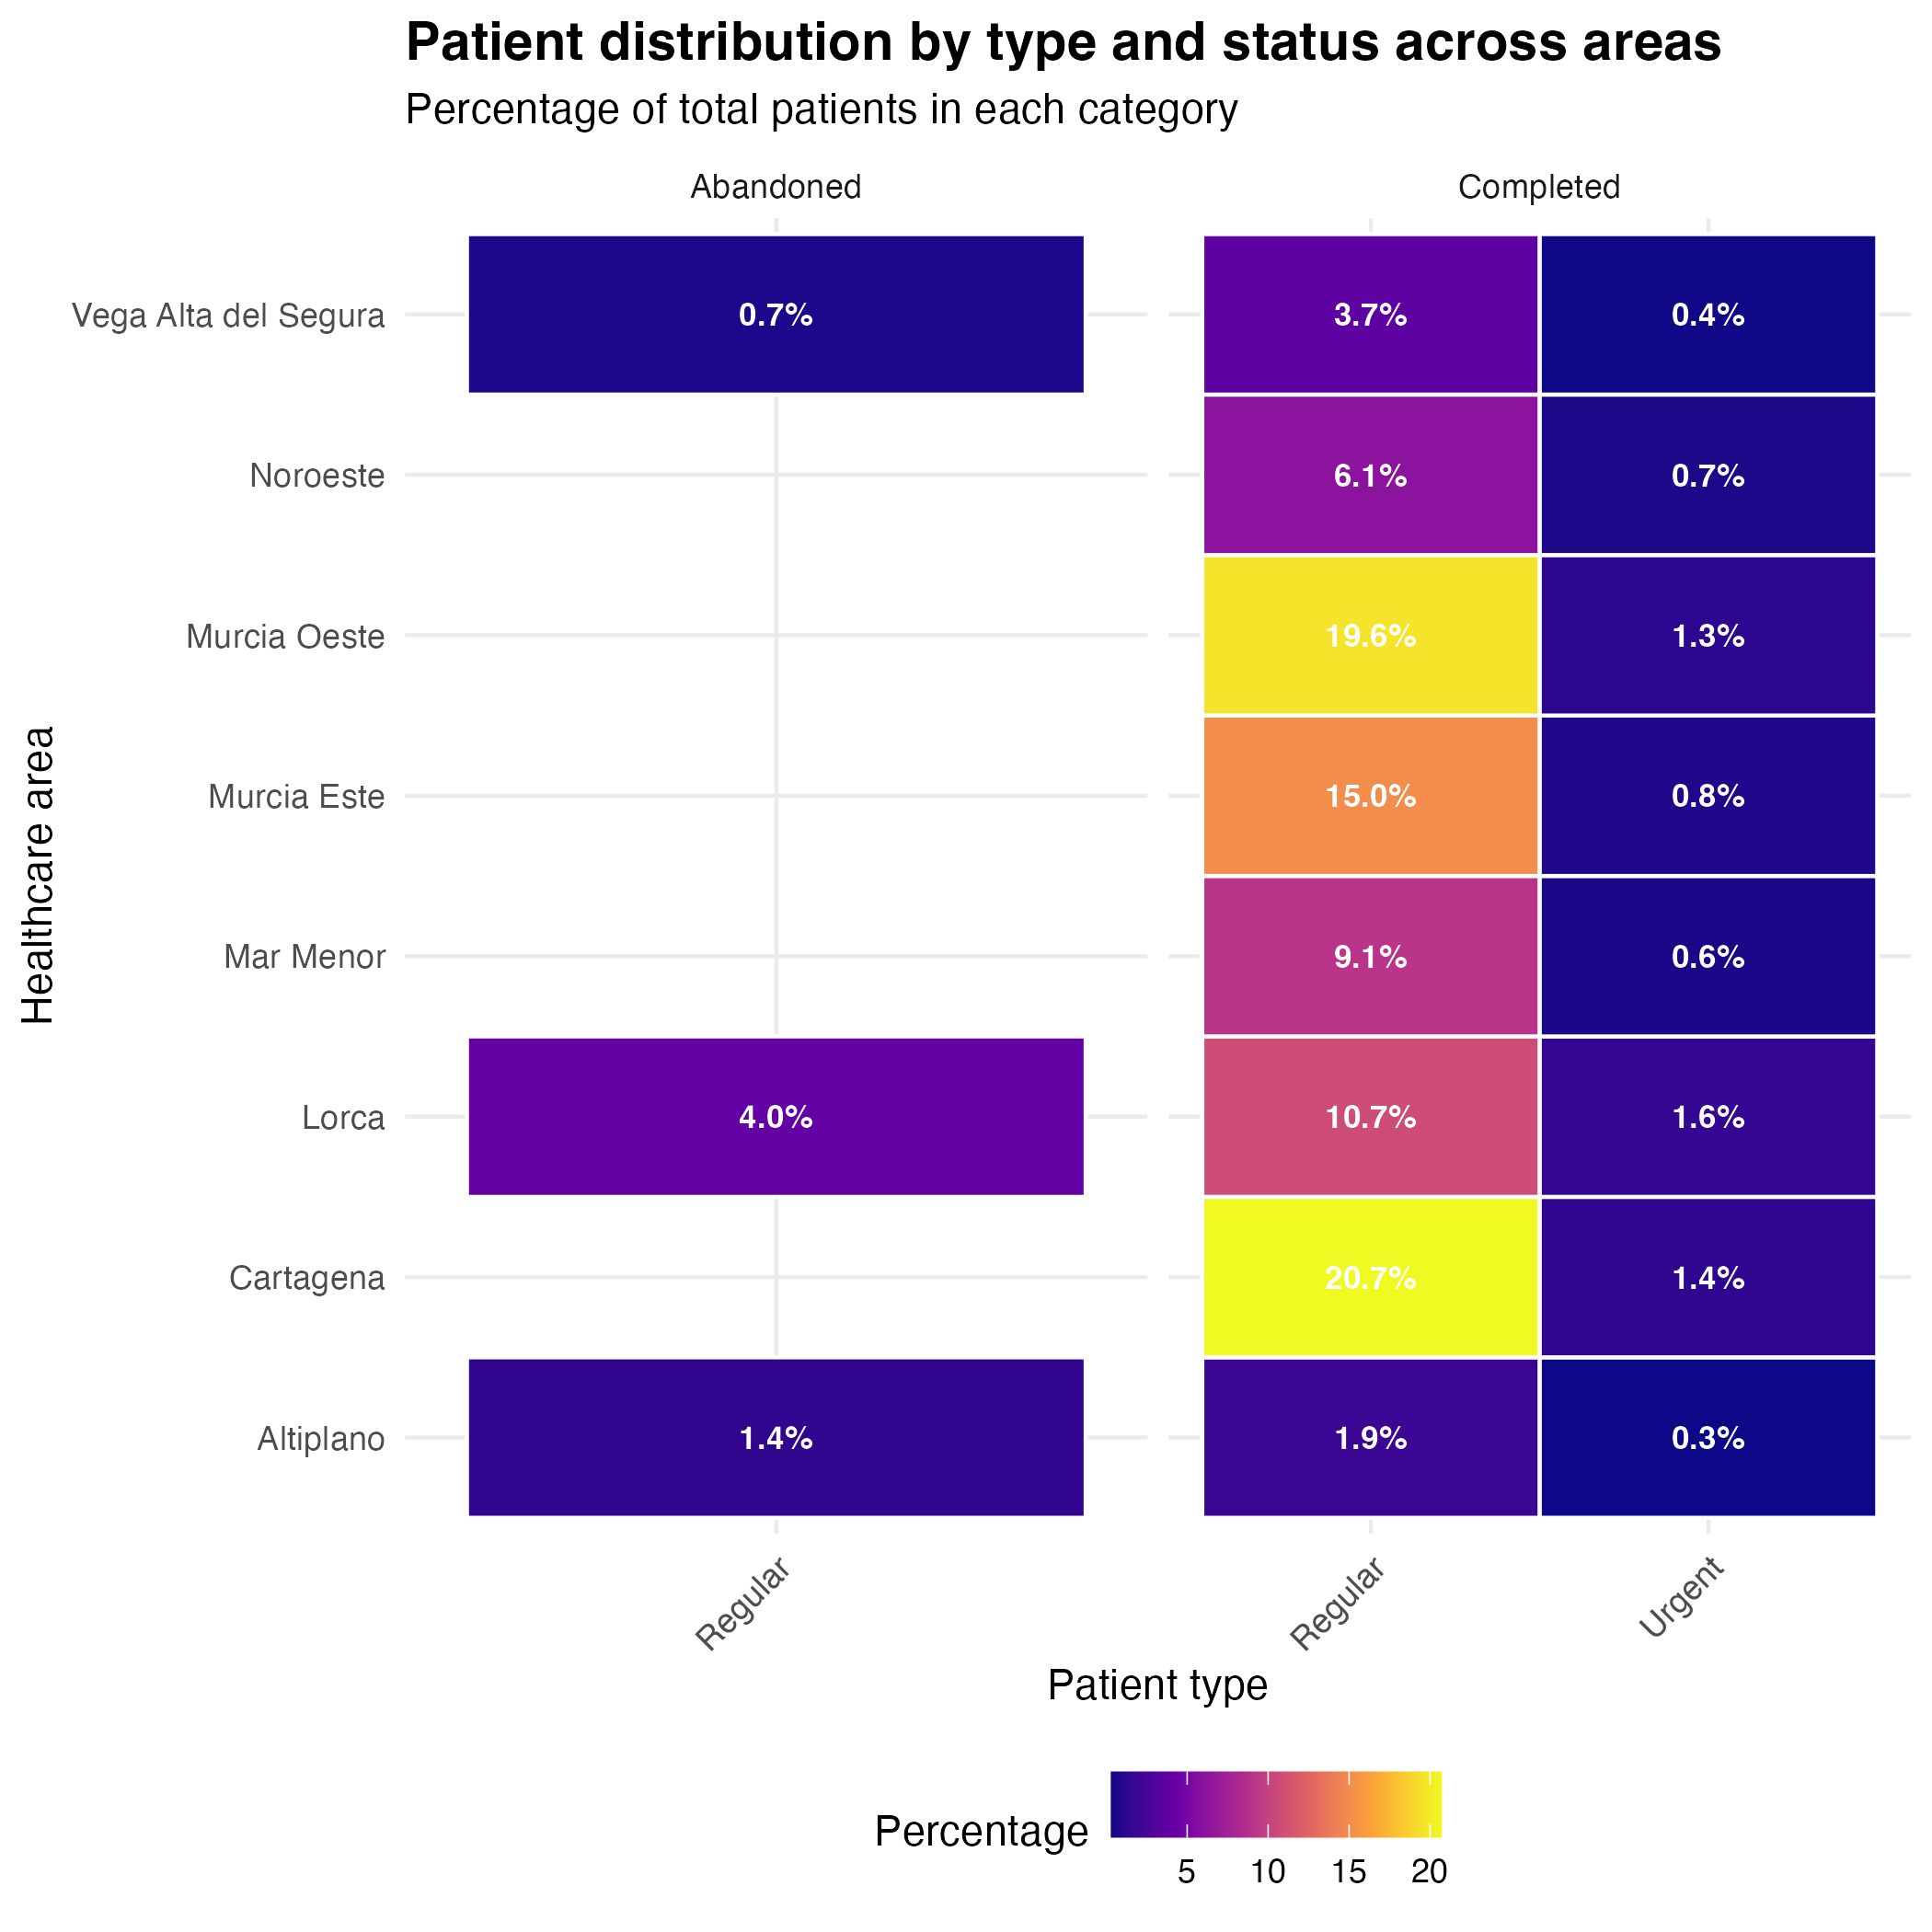 Patient distribution by type and status across areas
Percentage of total patients in each category
Abandoned
Completed
Vega Alta del Segura
0.7%
3.7%
0.4%
Noroeste
6.1%
0.7%
Murcia Oeste
19.6%
1.3%
Murcia Este
15.0%
0.8%
Mar Menor
9.1%
0.6%
Lorca
4.0%
10.7%
1.6%
Cartagena
20.7%
1.4%
Altiplano
1.4%
1.9%
0.3%
Healthcare area
Regular
Regular
Urgent
Patient type
Percentage
5
10
15
20